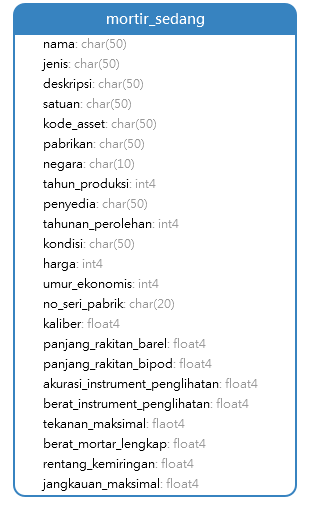 mortir_sedang
nama: char(50)
jenis: char(50)
deskripsi: char(50)
satuan: char(50)
kode_asset: char(50)
pabrikan: char(50)
negara: char(10)
tahun_produksi: int4
penyedia: char(50)
tahunan_perolehan: int4
kondisi: char(50)
harga: int4
umur_ekonomis: int4
no_seri_pabrik: char(20)
kaliber: float4
panjang_rakitan_barel: float4
panjang_rakitan_bipod: float4
akurasi_instrument_penglihatan: float4
berat_instrument_penglihatan: float4
tekanan_maksimal: flaot4
berat_mortar_lengkap: float4
rentang_kemiringan: float4
jangkauan_maksimal: float4